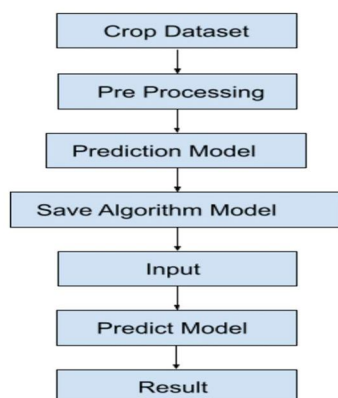 Crop Dataset
Pre Processing
Prediction Model
Save Algorithm Model
Input
Predict Model
Result